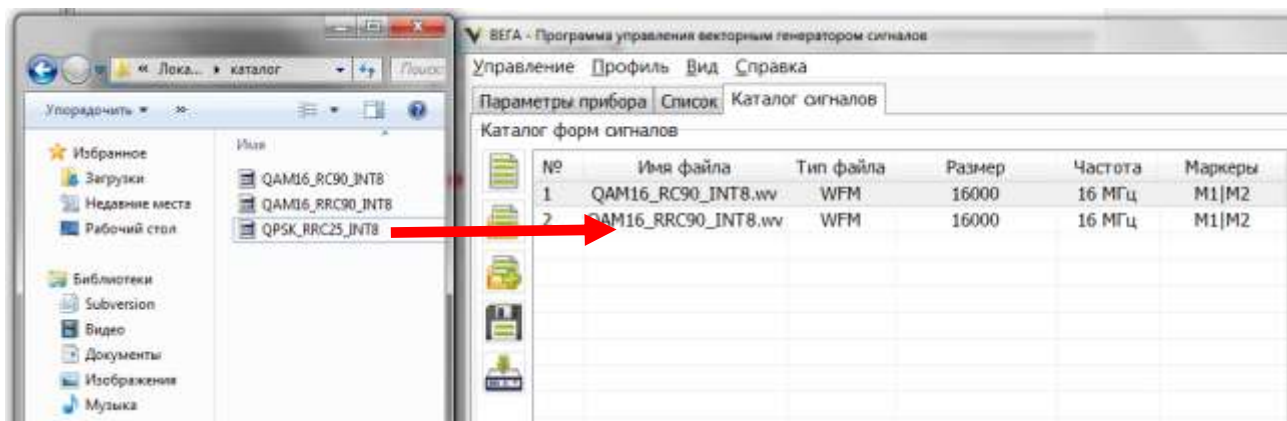 « Лока... ▸ каталог
Поиск
Упорядочить ▾ »
Избранное
Загрузки
Недавние места
Рабочий стол
Библиотеки
Subversion
Видео
Документы
Изображения
Музыка
Имя
QAM16_RC90_INT8
QAM16_RRC90_INT8
QPSK_RRC25_INT8
ВЕГА - Программа управления векторным генератором сигналов
Управление Профиль Вид Справка
Параметры прибора Список Каталог сигналов
Каталог форм сигналов
№ Имя файла Тип файла Размер Частота Маркеры
1 QAM16_RC90_INT8.wv WFM 16000 16 МГц M1|M2
2 QAM16_RRC90_INT8.wv WFM 16000 16 МГц M1|M2